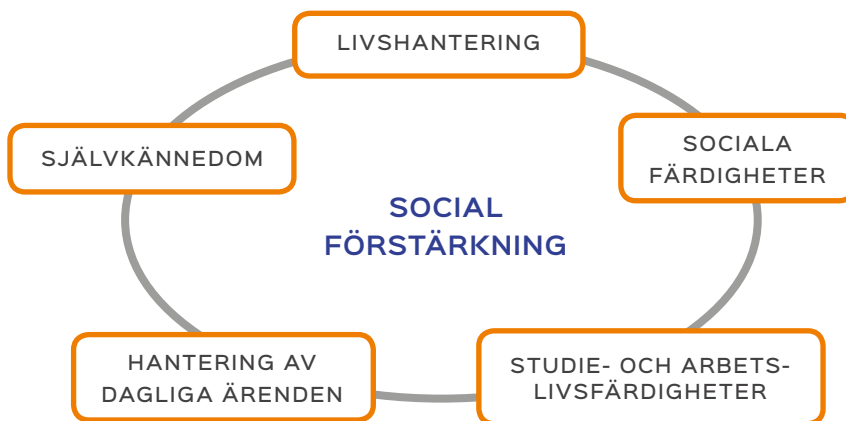 LIVSHANTERING
SJÄLVKÄNNEDOM
SOCIALA
FÄRDIGHETER
SOCIAL
FÖRSTÄRKNING
HANTERING AV
DAGLIGA ÄRENDEN
STUDIE- OCH ARBETS-
LIVSFÄRDIGHETER